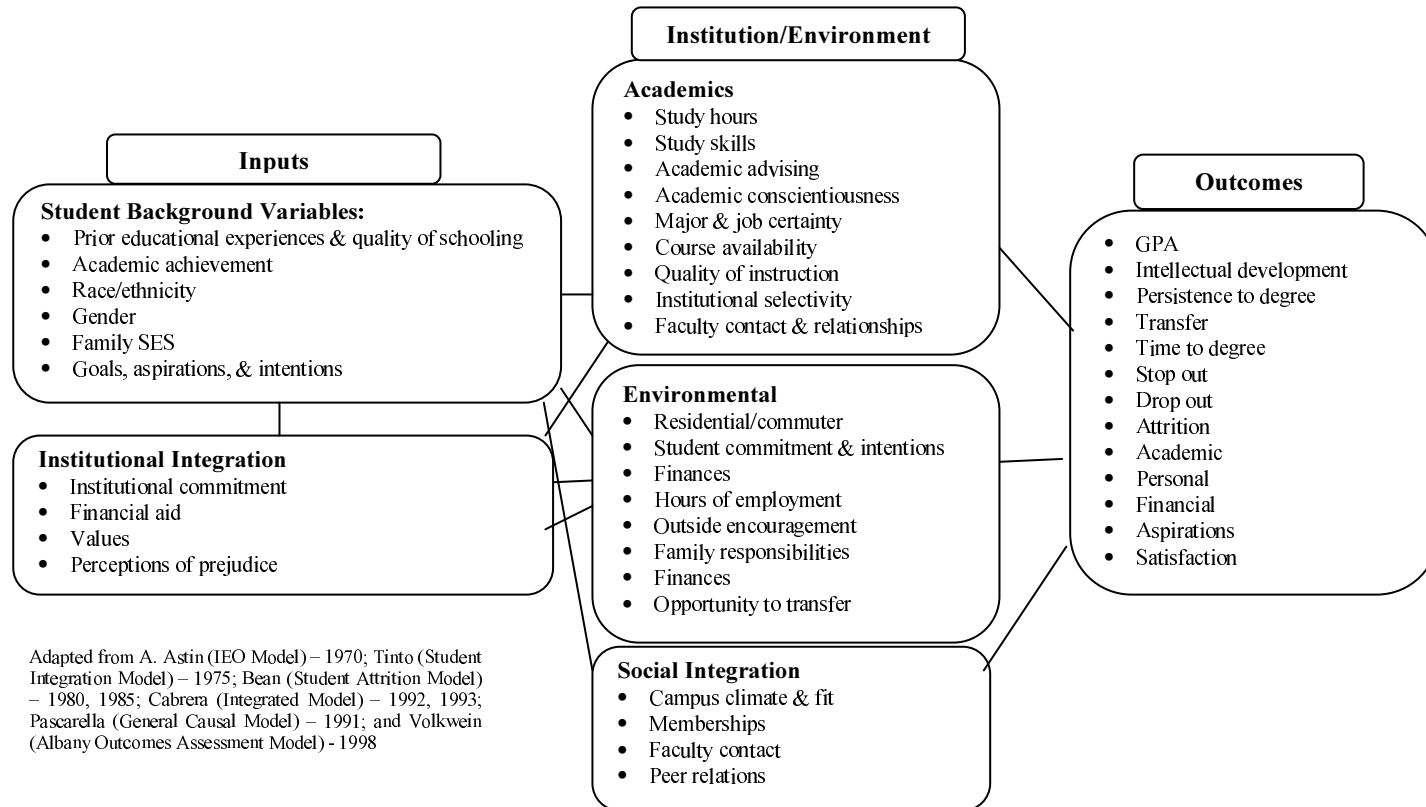 Inputs
Student Background Variables:
• Prior educational experiences & quality of schooling
• Academic achievement
• Race/ethnicity
• Gender
• Family SES
• Goals, aspirations, & intentions
Institutional Integration
• Institutional commitment
• Financial aid
• Values
• Perceptions of prejudice
Adapted from A. Astin (IEO Model) – 1970; Tinto (Student
Integration Model) – 1975; Bean (Student Attrition Model)
– 1980, 1985; Cabrera (Integrated Model) – 1992, 1993;
Pascarella (General Causal Model) – 1991; and Volkwein
(Albany Outcomes Assessment Model) - 1998
Institution/Environment
Academics
• Study hours
• Study skills
• Academic advising
• Academic conscientiousness
• Major & job certainty
• Course availability
• Quality of instruction
• Institutional selectivity
• Faculty contact & relationships
Environmental
• Residential/commuter
• Student commitment & intentions
• Finances
• Hours of employment
• Outside encouragement
• Family responsibilities
• Finances
• Opportunity to transfer
Social Integration
• Campus climate & fit
• Memberships
• Faculty contact
• Peer relations
Outcomes
• GPA
• Intellectual development
• Persistence to degree
• Transfer
• Time to degree
• Stop out
• Drop out
• Attrition
• Academic
• Personal
• Financial
• Aspirations
• Satisfaction